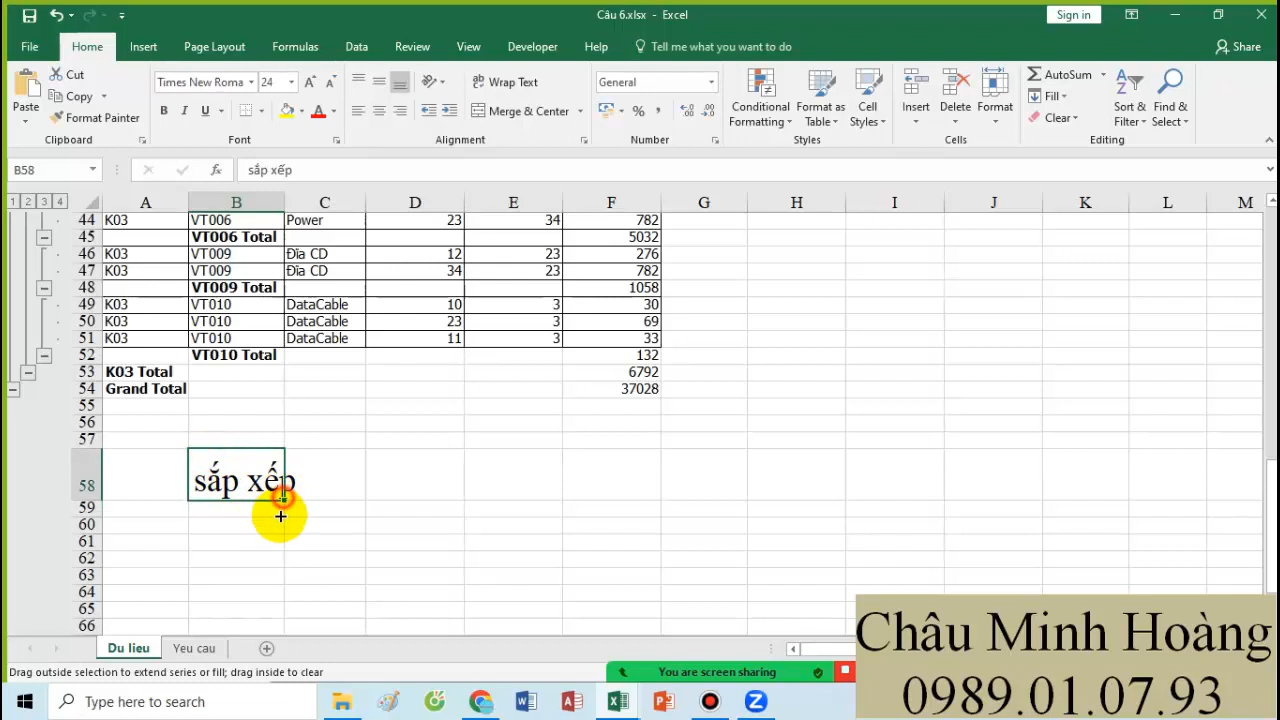 Câu 6.xlsx - Excel
Sign in
File Home Insert Page Layout Formulas Data Review View Developer Help Tell me what you want to do Share
Paste Cut Copy Format Painter Clipboard
Times New Roma 24 B I U Font
Wrap Text Merge & Center Alignment
General % , Number
Conditional Formatting Format as Table Cell Styles Styles
Insert Delete Format Cells
AutoSum Fill Clear Sort & Filter Find & Select Editing
B58 fx sắp xếp
1 2 3 4 A B C D E F G H I J K L M
44 K03 VT006 Power 23 34 782
45 VT006 Total 5032
46 K03 VT009 Đĩa CD 12 23 276
47 K03 VT009 Đĩa CD 34 23 782
48 VT009 Total 1058
49 K03 VT010 DataCable 10 3 30
50 K03 VT010 DataCable 23 3 69
51 K03 VT010 DataCable 11 3 33
52 VT010 Total 132
53 K03 Total 6792
54 Grand Total 37028
55
56
57
58 sắp xếp
59
60
61
62
63
64
65
66
Du lieu Yeu cau
Drag outside selection to extend series or fill; drag inside to clear
You are screen sharing
Type here to search
Châu Minh Hoàng
0989.01.07.93